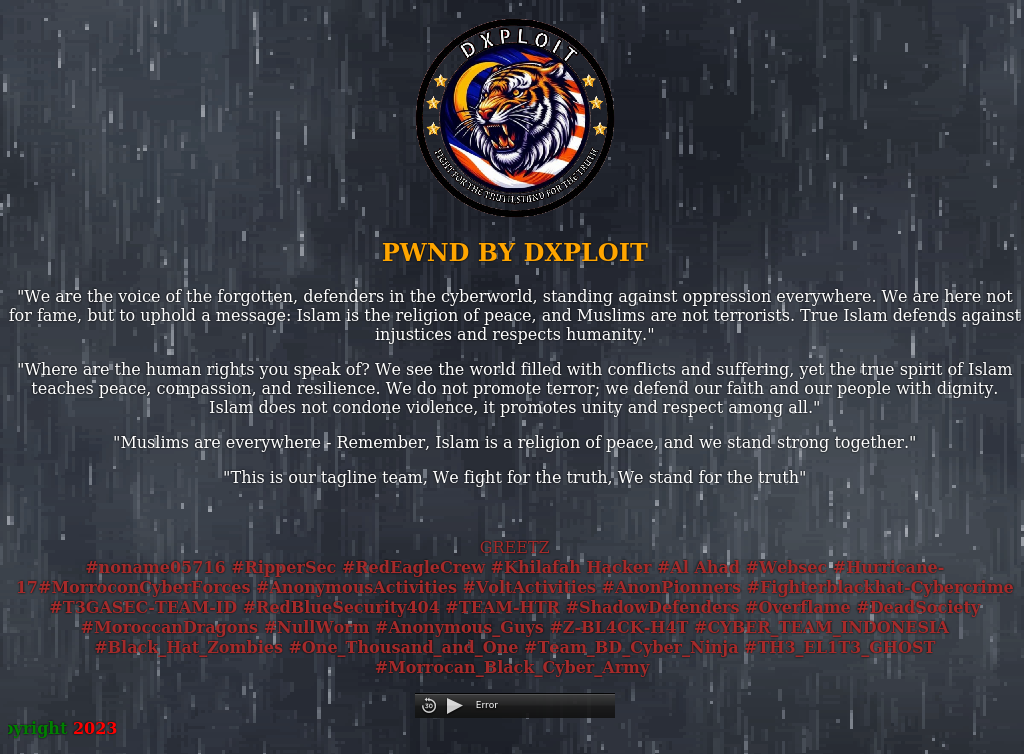 DXPLOIT
FIGHT FOR THE TRUTH STAND FOR THE TRUTH
PWND BY DXPLOIT
"We are the voice of the forgotten, defenders in the cyberworld, standing against oppression everywhere. We are here not
for fame, but to uphold a message: Islam is the religion of peace, and Muslims are not terrorists. True Islam defends against
injustices and respects humanity."
"Where are the human rights you speak of? We see the world filled with conflicts and suffering, yet the true spirit of Islam
teaches peace, compassion, and resilience. We do not promote terror; we defend our faith and our people with dignity.
Islam does not condone violence, it promotes unity and respect among all."
"Muslims are everywhere - Remember, Islam is a religion of peace, and we stand strong together."
"This is our tagline team, We fight for the truth, We stand for the truth"
GREETZ
#noname05716 #RipperSec #RedEagleCrew #Khilafah Hacker #Al Ahad #Websec #Hurricane-
17#MorroconCyberForces #AnonymousActivities #VoltActivities #AnonPionners #Fighterblackhat-Cybercrime
#T3GASEC-TEAM-ID #RedBlueSecurity404 #TEAM-HTR #ShadowDefenders #Overflame #DeadSociety
#MoroccanDragons #NullWorm #Anonymous_Guys #Z-BL4CK-H4T #CYBER_TEAM_INDONESIA
#Black_Hat_Zombies #One_Thousand_and_One #Team_BD_Cyber_Ninja #TH3_EL1T3_GHOST
#Morrocan_Black_Cyber_Army
30 Error
opyright 2023